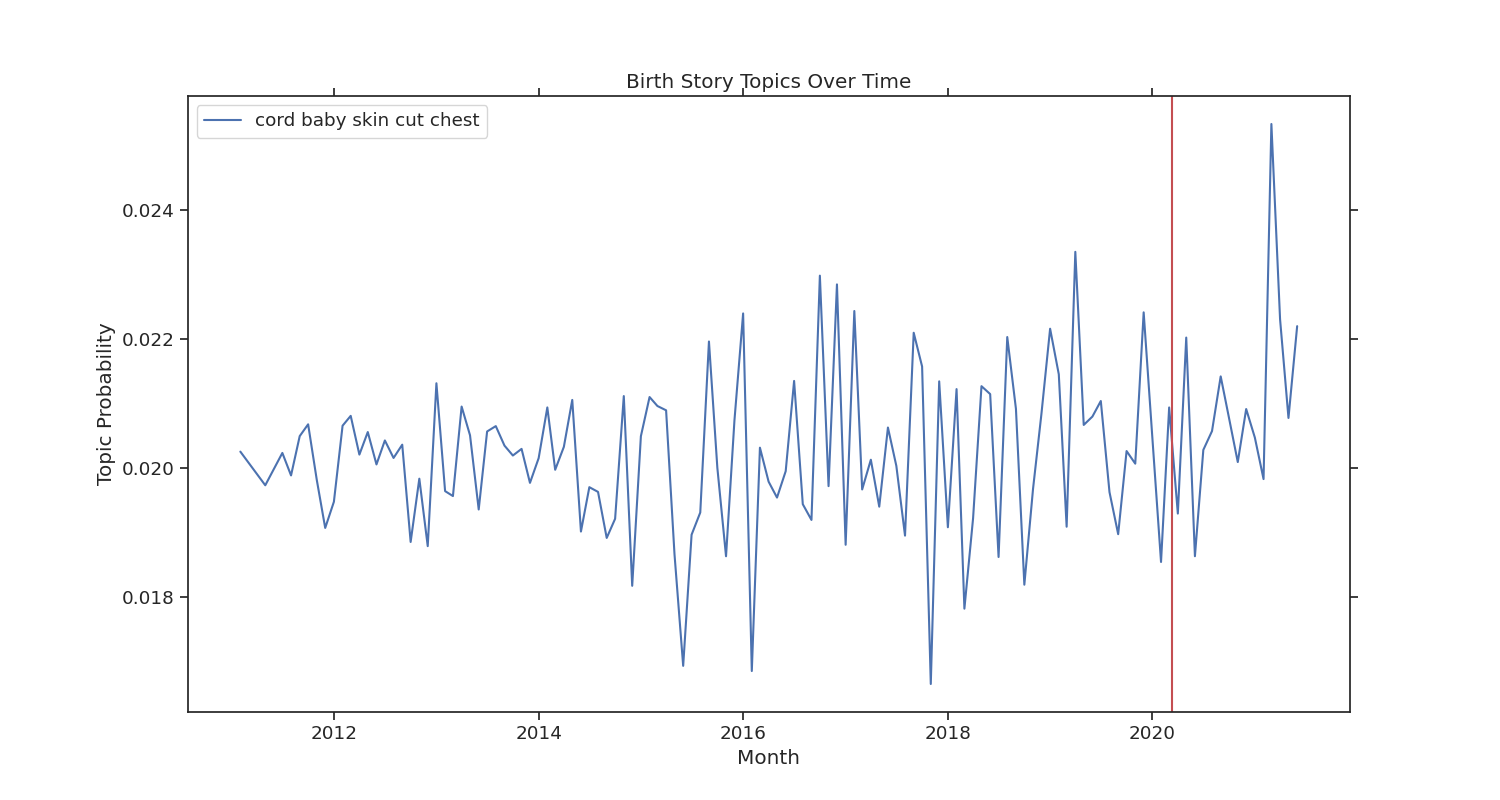 Birth Story Topics Over Time
cord baby skin cut chest
Topic Probability
0.024
0.022
0.020
0.018
2012 2014 2016 2018 2020
Month